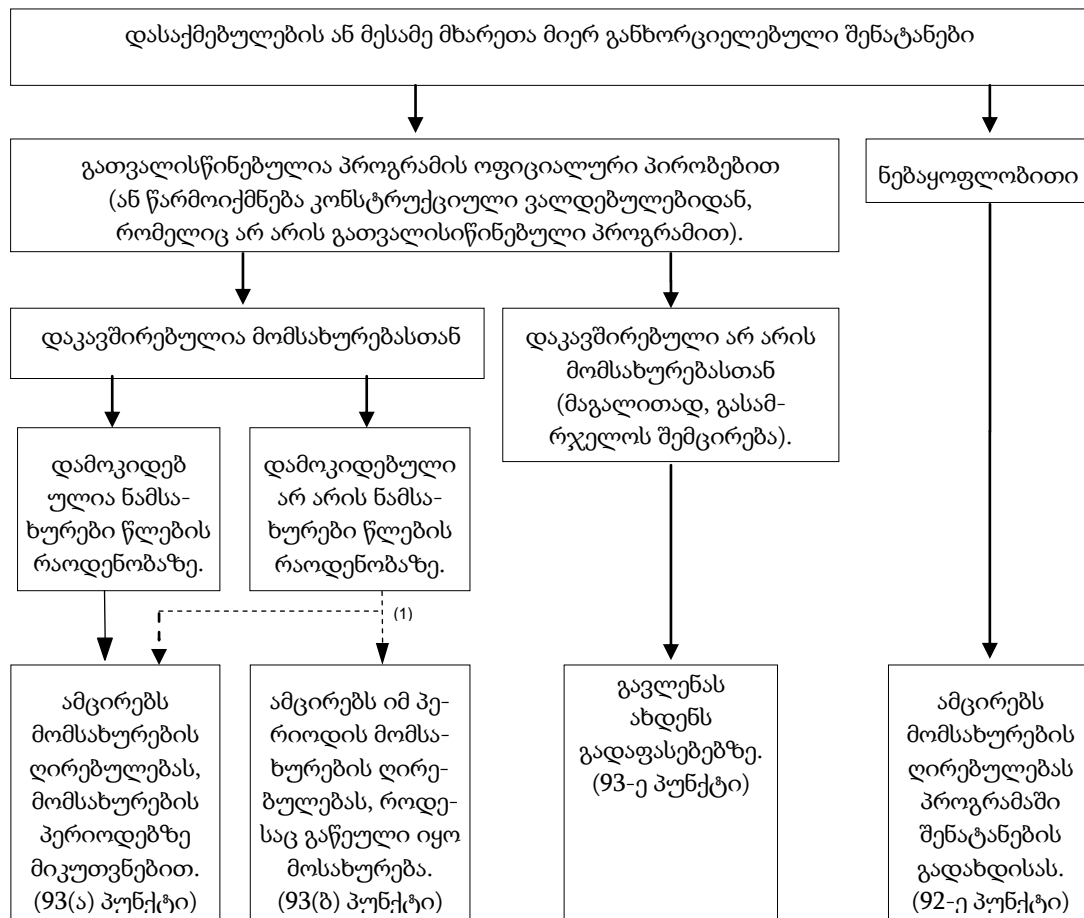 დასაქმებულების ან მესამე მხარეთა მიერ განხორციელებული შენატანები
გათვალისწინებულია პროგრამის ოფიციალური პირობებით
(ან წარმოიქმნება კონსტრუქციული ვალდებულებიდან,
რომელიც არ არის გათვალისიწინებული პროგრამით).
ნებაყოფლობითი
დაკავშირებულია მომსახურებასთან
დაკავშირებული არ არის
მომსახურებასთან
(მაგალითად, გასამ-
რჯელოს შემცირება).
დამოკიდებ
ულია ნამსა-
ხურები წლების
რაოდენობაზე.
დამოკიდებული
არ არის ნამსა-
ხურები წლების
რაოდენობაზე.
(1)
ამცირებს
მომსახურების
ღირებულებას,
მომსახურების
პერიოდებზე
მიკუთვნებით.
(93(ა) პუნქტი)
ამცირებს იმ პე-
რიოდის მომსა-
ხურების ღირე-
ბულებას, როდე-
საც გაწეული იყო
მოსახურება.
(93(ბ) პუნქტი)
გავლენას
ახდენს
გადაფასებებზე.
(93-ე პუნქტი)
ამცირებს
მომსახურების
ღირებულებას
პროგრამაში
შენატანების
გადახდისას.
(92-ე პუნქტი)